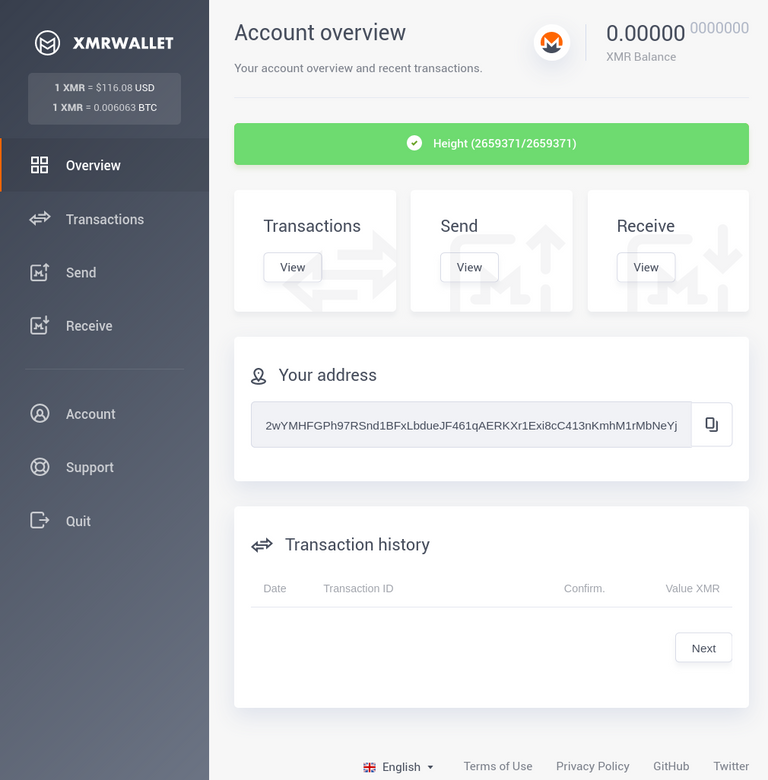 XMRWALLET
1 XMR = $116.08 USD
1 XMR = 0.006063 BTC
Overview
Transactions
Send
Receive
Account
Support
Quit
Account overview
Your account overview and recent transactions.
0.00000 0000000
XMR Balance
Height (2659371/2659371)
Transactions
View
Send
View
Receive
View
Your address
2wYMHFGPh97RSnd1BFxLbdueJF461qAERKXr1Exi8cC413nKmhM1rMbNeYj
Transaction history
Date Transaction ID Confirm. Value XMR
Next
English Terms of Use Privacy Policy GitHub Twitter